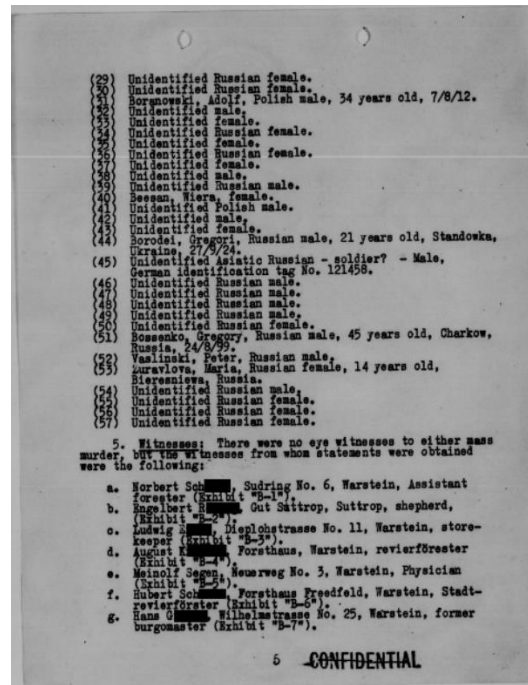 (29) Unidentified Russian female.
(30) Unidentified Russian female.
(31) Boranowski, Adolf, Polish male, 34 years old, 7/8/12.
(32) Unidentified male.
(33) Unidentified female.
(34) Unidentified Russian female.
(35) Unidentified female.
(36) Unidentified Russian female.
(37) Unidentified female.
(38) Unidentified male.
(39) Unidentified Russian male.
(40) Beesan, Wiera, female.
(41) Unidentified Polish male.
(42) Unidentified male.
(43) Unidentified female.
(44) Borodei, Gregori, Russian male, 21 years old, Standowka,
Ukraine, 27/9/24.
(45) Unidentified Asiatic Russian - soldier? - Male,
German identification tag No. 121458.
(46) Unidentified Russian male.
(47) Unidentified Russian male.
(48) Unidentified Russian male.
(49) Unidentified Russian male.
(50) Unidentified Russian female.
(51) Bossenko, Gregory, Russian male, 45 years old, Charkow,
Russia, 24/8/99.
(52) Vaslinski, Peter, Russian male.
(53) Zuravlova, Maria, Russian female, 14 years old,
Bieresniewa, Russia.
(54) Unidentified Russian male.
(55) Unidentified Russian female.
(56) Unidentified Russian female.
(57) Unidentified Russian female.
5. Witnesses: There were no eye witnesses to either mass
murder, but the witnesses from whom statements were obtained
were the following:
a. Norbert Sch, Sudring No. 6, Warstein, Assistant
forester (Exhibit "B-1").
b. Engelbert R, Gut Suttrop, Suttrop, shepherd,
(Exhibit "B-2").
c. Ludwig, Dieplohstrasse No. 11, Warstein, store-
keeper (Exhibit "B-3").
d. August K, Forsthaus, Warstein, revierförster
(Exhibit "B-4").
e. Meinolf Segen, Neuerweg No. 3, Warstein, Physician
(Exhibit "B-5").
f. Hubert Sch, Forsthaus Freedfeld, Warstein, Stadt-
revierförster (Exhibit "B-6").
g. Hans G, Wilhelmstrasse No. 25, Warstein, former
burgomaster (Exhibit "B-7").
5 CONFIDENTIAL